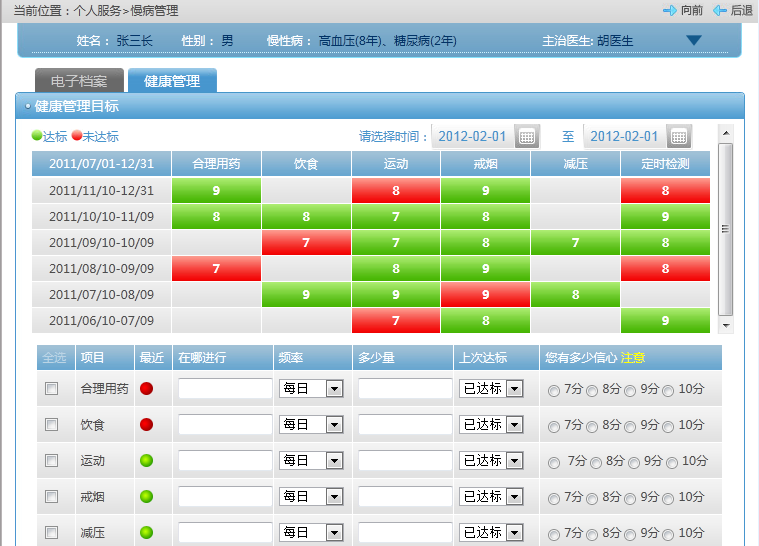 当前位置：个人服务>慢病管理 向前 后退
姓名： 张三长 性别： 男 慢性病： 高血压(8年)、糖尿病(2年) 主治医生: 胡医生
电子档案 健康管理
健康管理目标
达标 未达标 请选择时间： 2012-02-01 至 2012-02-01
2011/07/01-12/31 合理用药 饮食 运动 戒烟 减压 定时检测
2011/11/10-12/31 9 8 9 8
2011/10/10-11/09 8 8 7 8 9
2011/09/10-10/09 7 7 8 7 8
2011/08/10-09/09 7 8 9 8
2011/07/10-08/09 9 9 9 8
2011/06/10-07/09 7 8 9
全选 项目 最近 在哪进行 频率 多少量 上次达标 您有多少信心 注意
合理用药 每日 已达标 7分 8分 9分 10分
饮食 每日 已达标 7分 8分 9分 10分
运动 每日 已达标 7分 8分 9分 10分
戒烟 每日 已达标 7分 8分 9分 10分
减压 每日 已达标 7分 8分 9分 10分